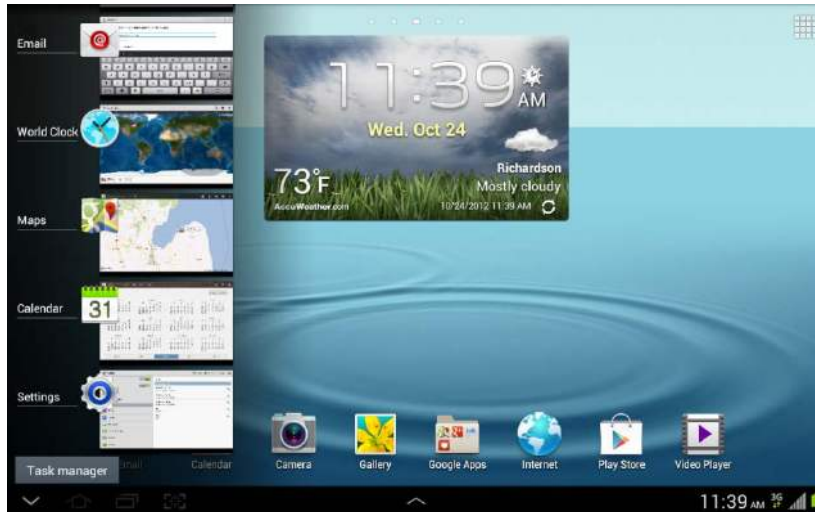 Email
World Clock
Maps
Calendar
31
Settings
Task manager
Calendar
11:39 AM
Wed. Oct 24
Richardson
73°F
Mostly cloudy
AccuWeather.com
10/24/2012 11:39 AM
Camera
Gallery
Google Apps
Internet
Play Store
Video Player
11:39 AM
3G